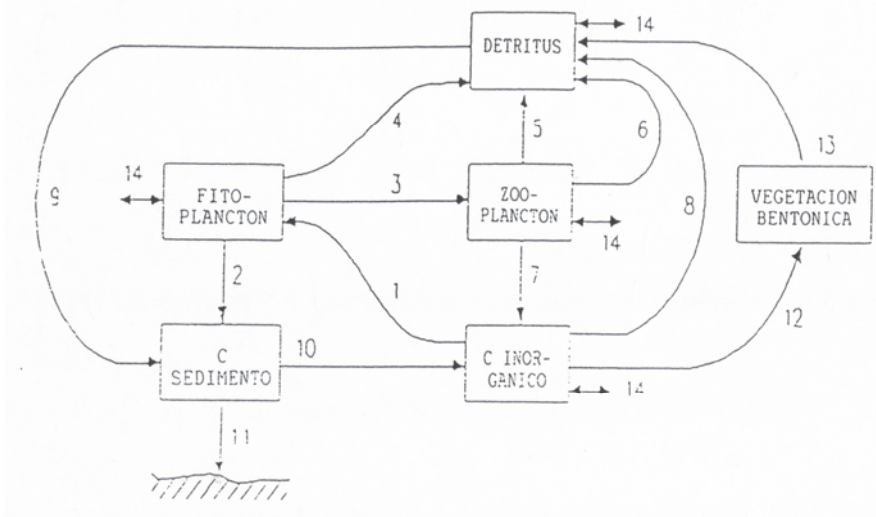 14
DETRITUS
4
5
6
13
14
FITO-
PLANCTON
3
ZOO-
PLANCTON
14
8
VEGETACION
BENTONICA
9
2
1
7
12
C
SEDIMENTO
10
C INOR-
GANICO
14
11